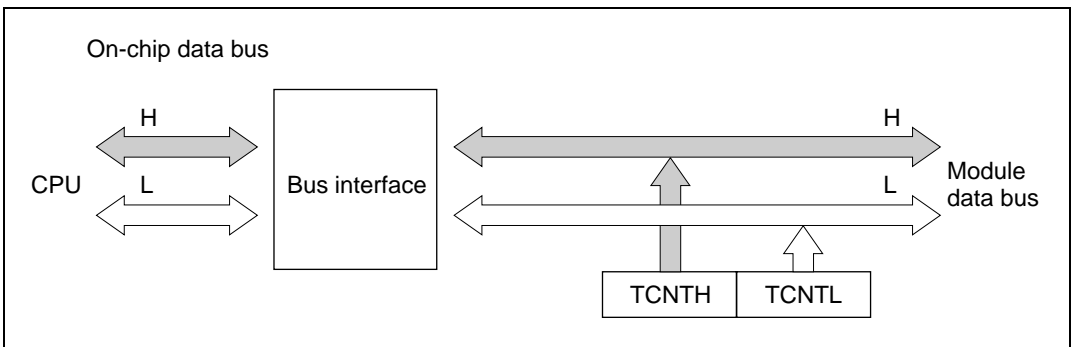 On-chip data bus
H
H
CPU
L
Bus interface
L
Module
data bus
TCNTH
TCNTL